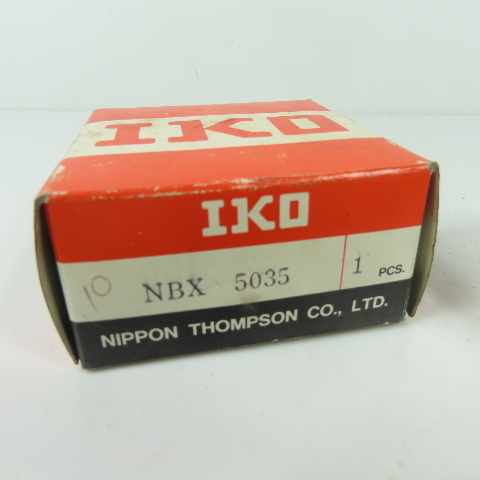 IKO
IKO
10 NBX 5035 1 PCS.
NIPPON THOMPSON CO., LTD.